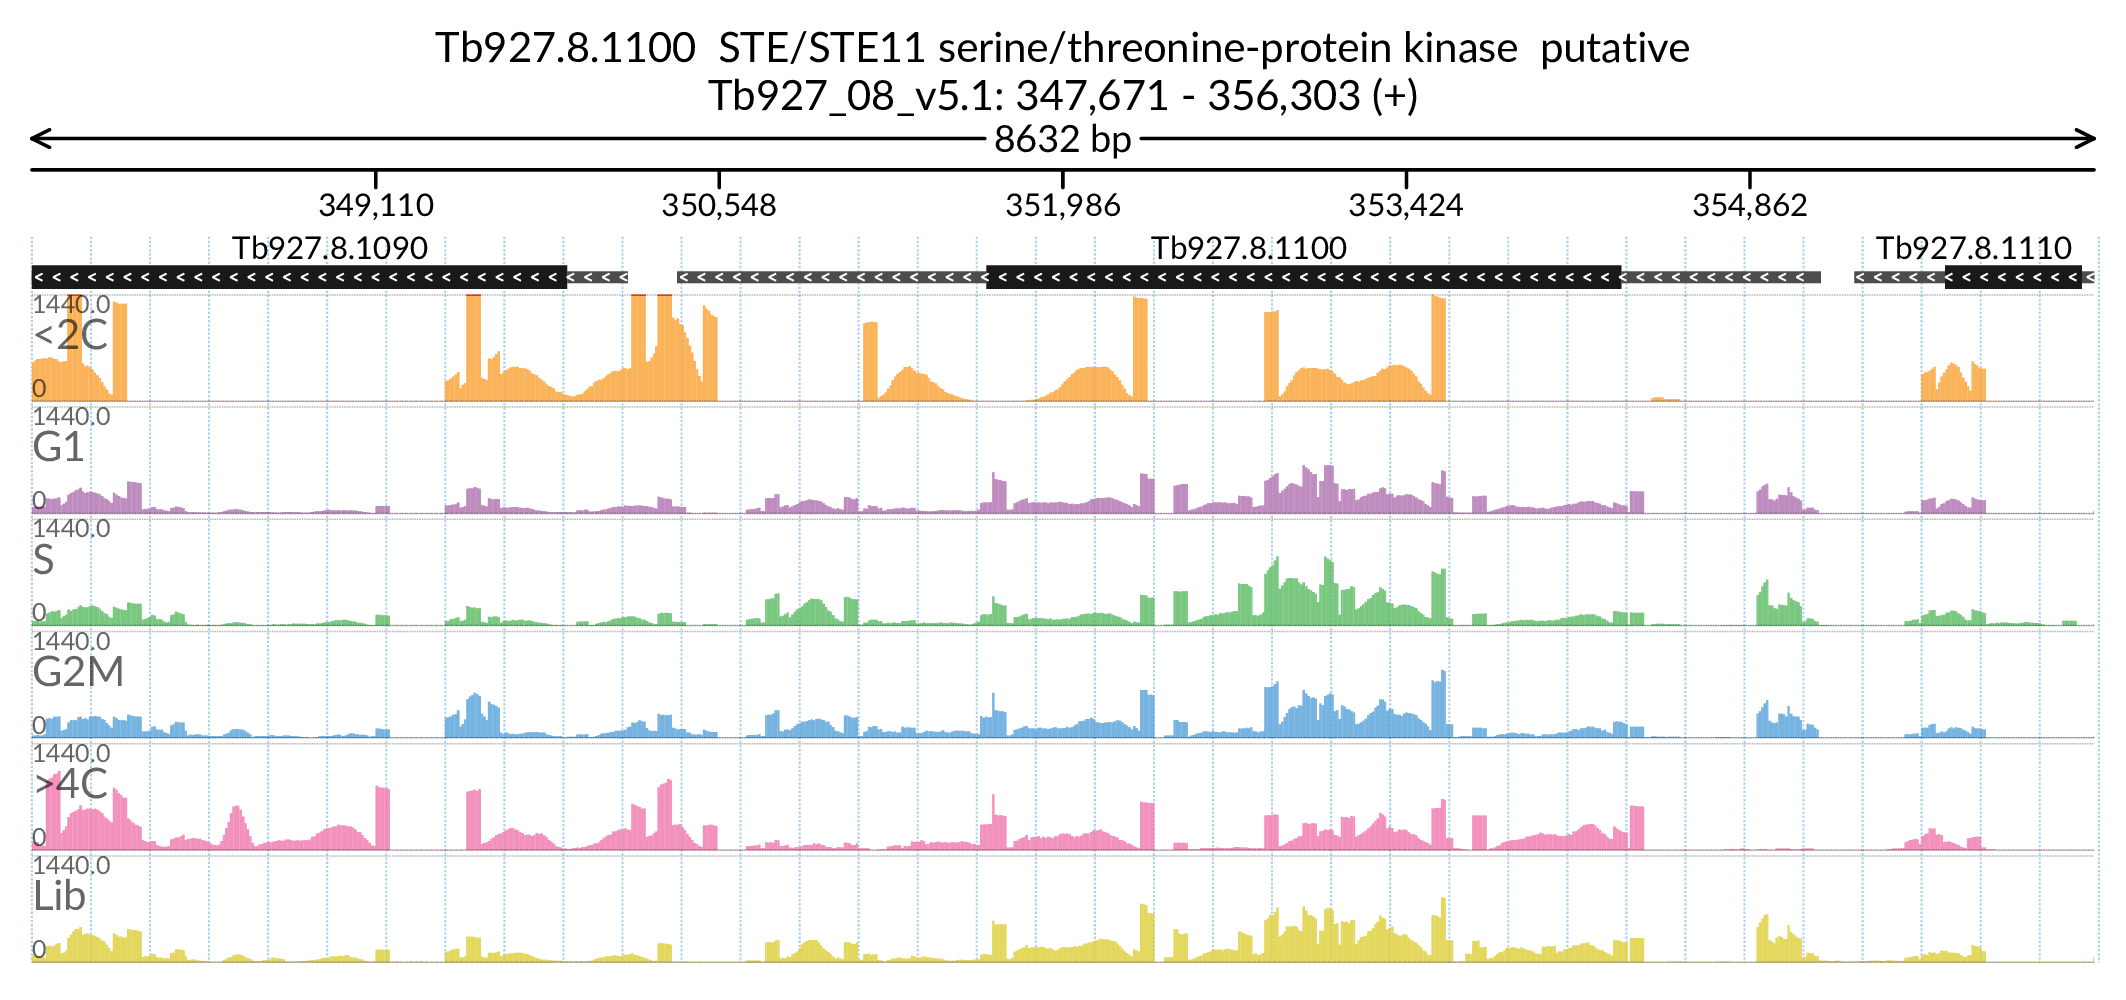 Tb927.8.1100 STE/STE11 serine/threonine-protein kinase putative
Tb927_08_v5.1: 347,671 - 356,303 (+)
8632 bp
349,110 350,548 351,986 353,424 354,862
Tb927.8.1090 Tb927.8.1100 Tb927.8.1110
1440.0
<2C
0
1440.0
G1
0
1440.0
S
0
1440.0
G2M
0
1440.0
>4C
0
1440.0
Lib
0